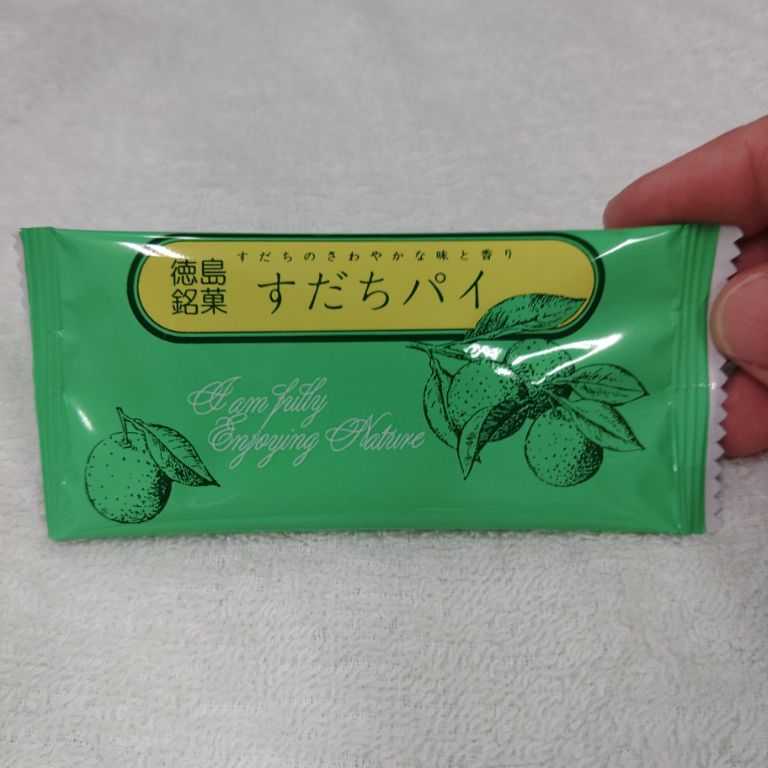 すだちのさわやかな味と香り
徳島
銘菓
すだちパイ
I am fully
Enjoying Nature